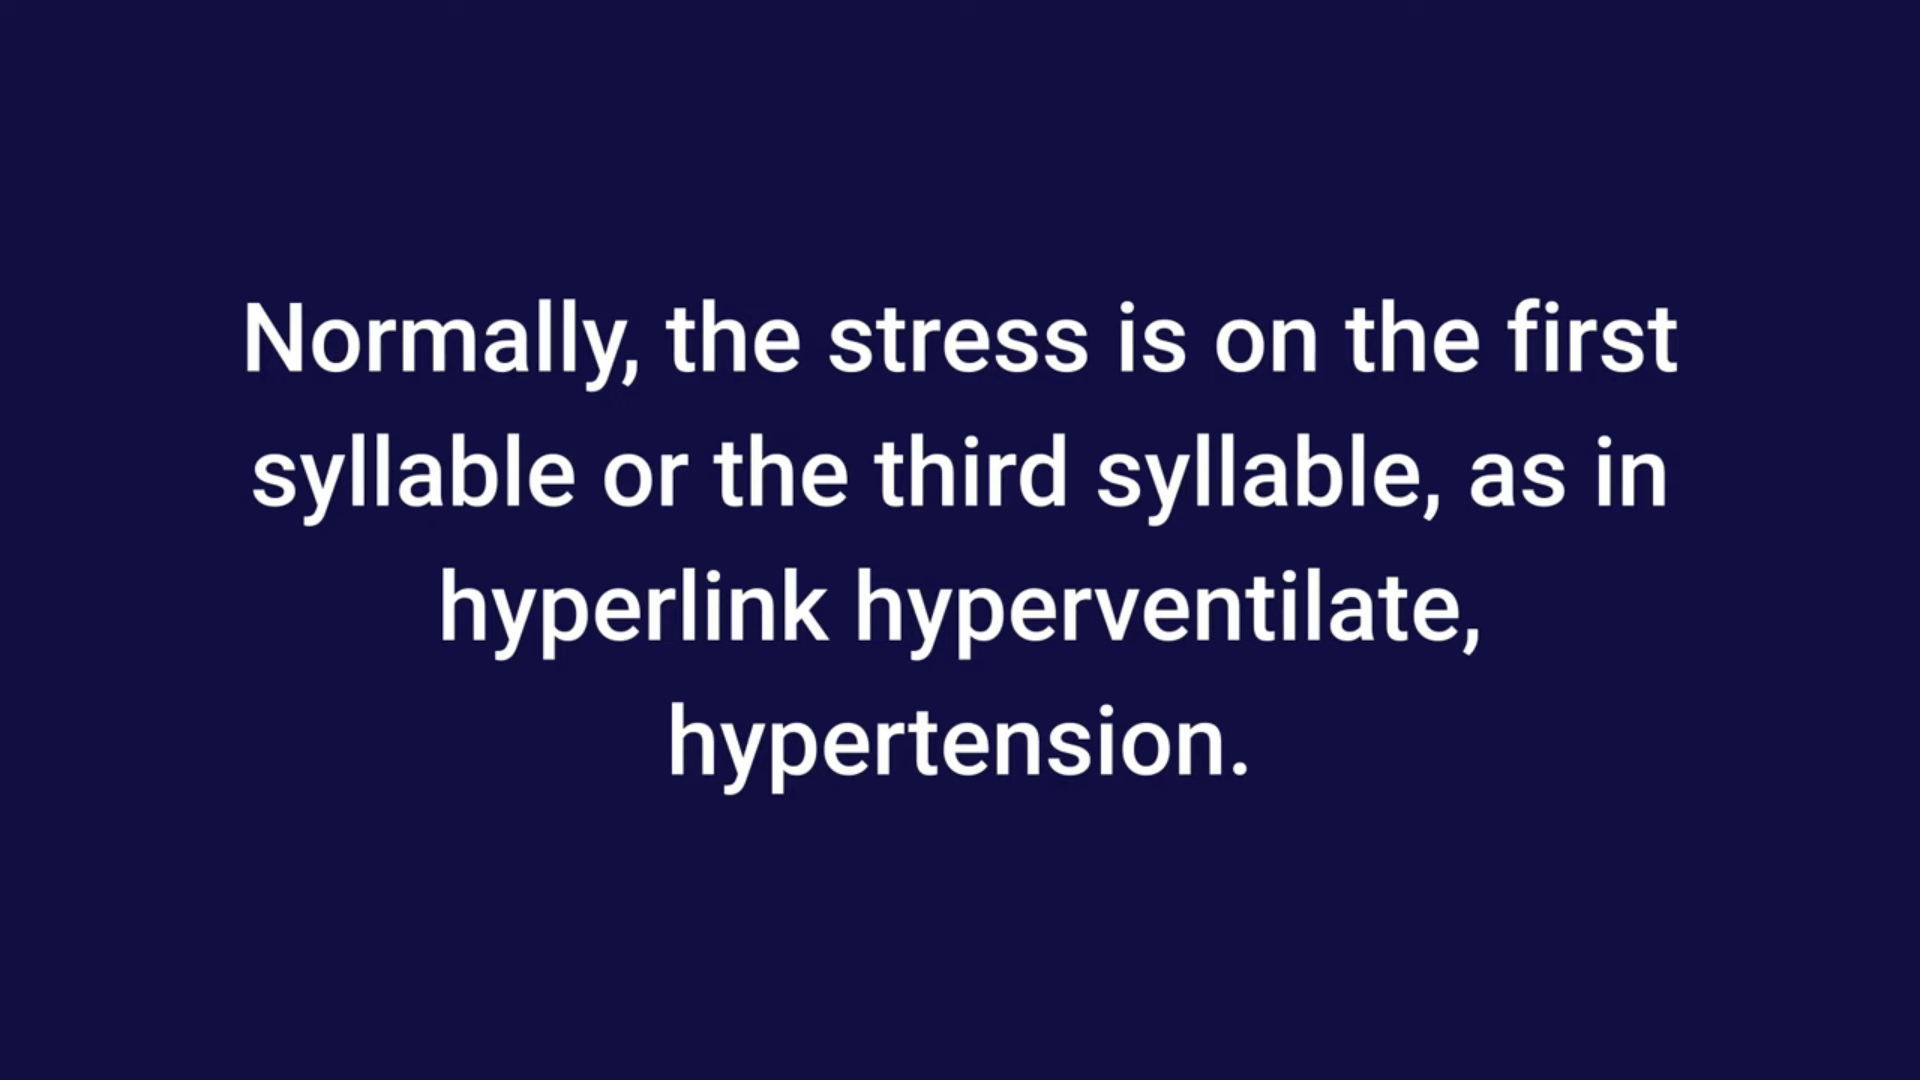 Normally, the stress is on the first
syllable or the third syllable, as in
hyperlink hyperventilate,
hypertension.